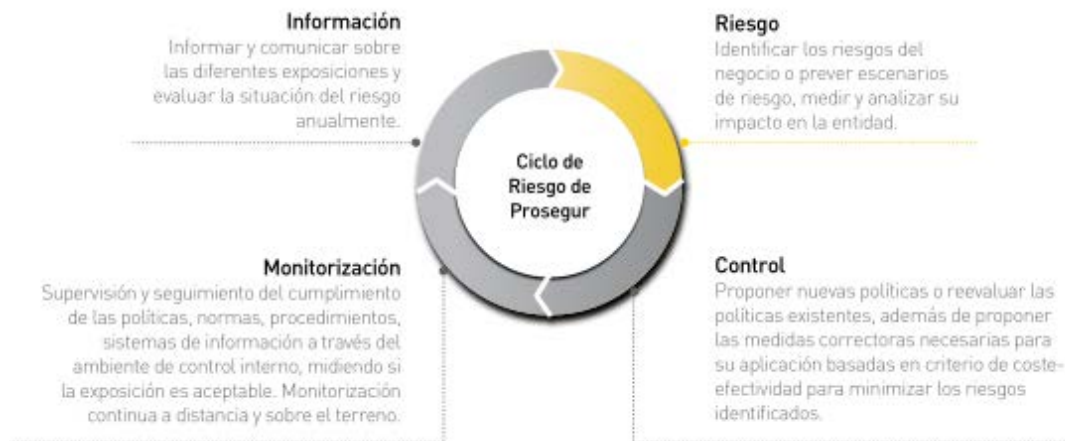 Información
Informar y comunicar sobre
las diferentes exposiciones y
evaluar la situación del riesgo
anualmente.
Riesgo
Identificar los riesgos del
negocio o prever escenarios
de riesgo, medir y analizar su
impacto en la entidad.
Ciclo de
Riesgo de
Prosegur
Monitorización
Supervisión y seguimiento del cumplimiento
de las políticas, normas, procedimientos,
sistemas de información a través del
ambiente de control interno, midiendo si
la exposición es aceptable. Monitorización
continua a distancia y sobre el terreno.
Control
Proponer nuevas políticas o reevaluar las
políticas existentes, además de proponer
las medidas correctoras necesarias para
su aplicación basadas en criterio de coste-
efectividad para minimizar los riesgos
identificados.